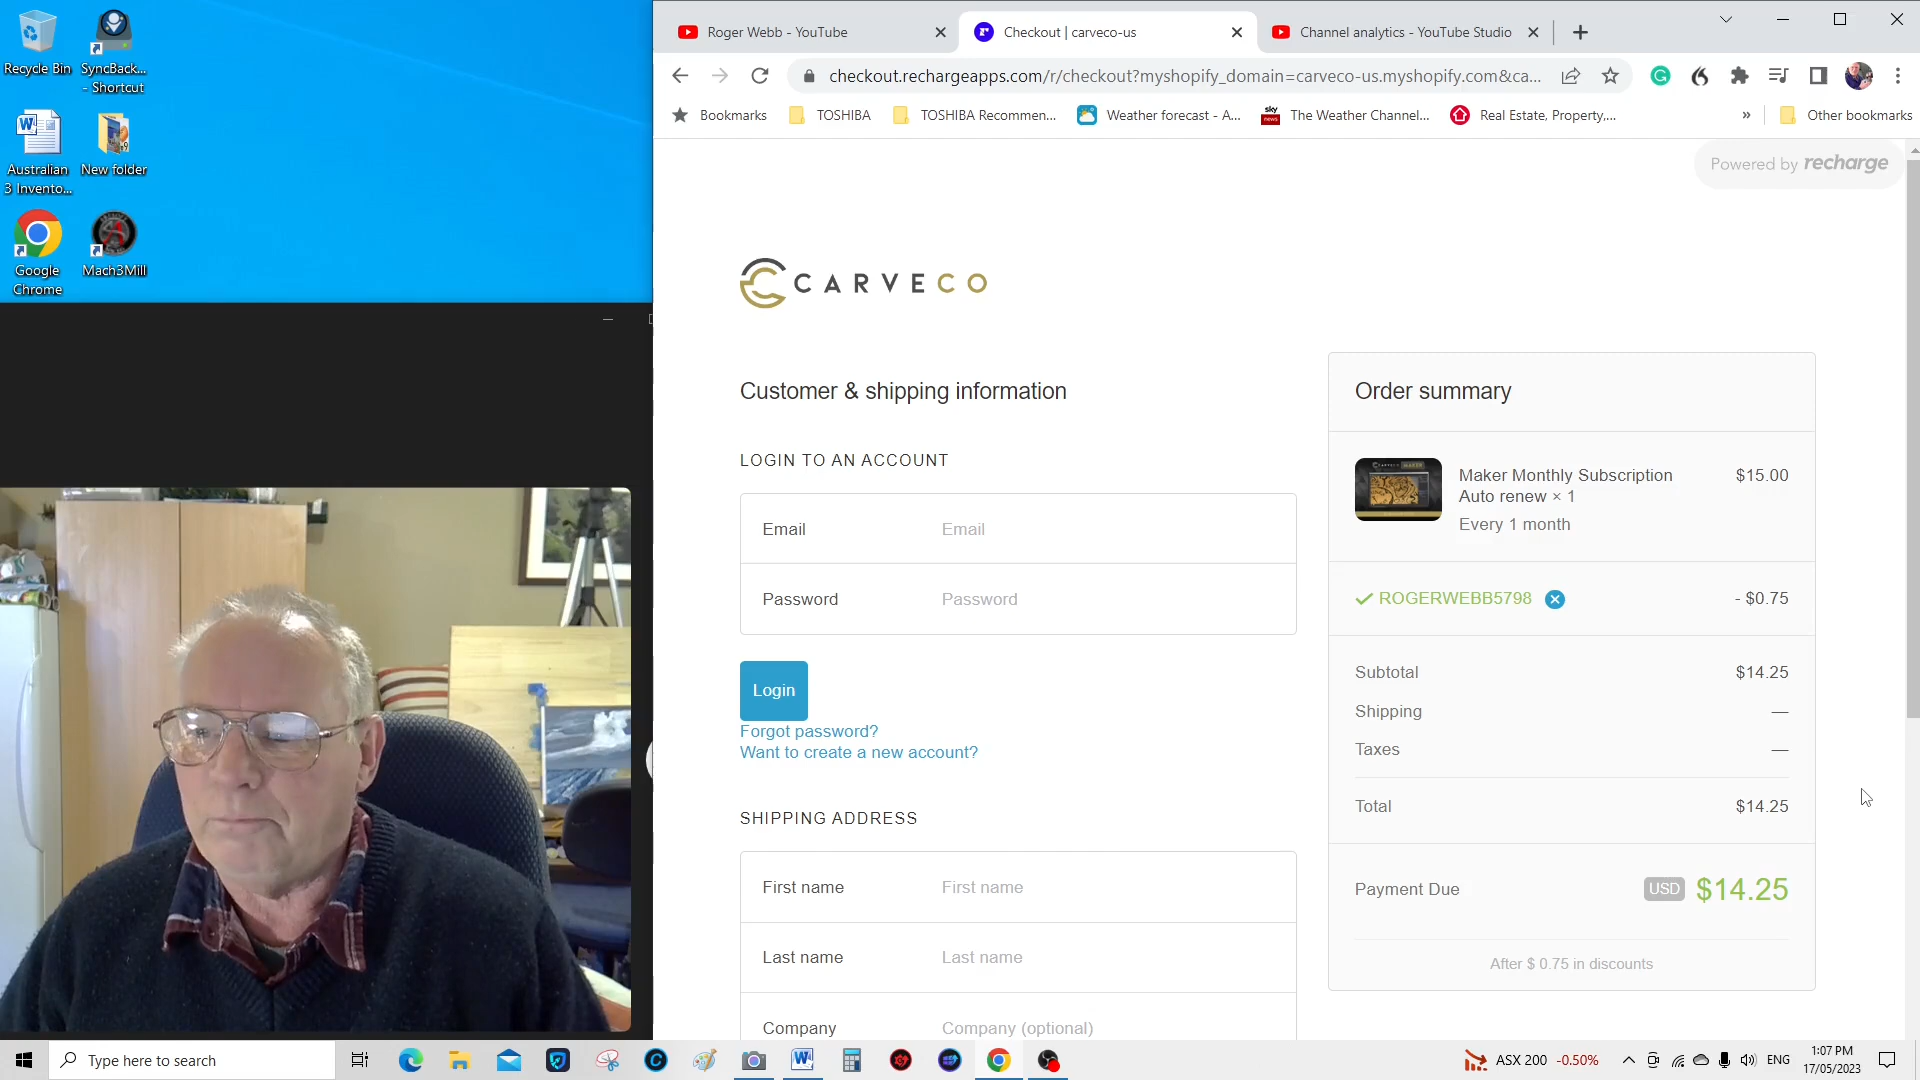 Recycle Bin
SyncBack...
- Shortcut
Australian
3 Invento...
New folder
Google
Chrome
Mach3Mill
Roger Webb - YouTube
Checkout | carveco-us
Channel analytics - YouTube Studio
checkout.rechargeapps.com/r/checkout?myshopify_domain=carveco-us.myshopify.com&ca...
Bookmarks
TOSHIBA
TOSHIBA Recommen...
Weather forecast - A...
sky
news
The Weather Channel...
Real Estate, Property,...
»
Other bookmarks
Powered by recharge
CARVECO
Customer & shipping information
LOGIN TO AN ACCOUNT
Email Email
Password Password
Login
Forgot password?
Want to create a new account?
SHIPPING ADDRESS
First name First name
Last name Last name
Company Company (optional)
Order summary
Maker Monthly Subscription $15.00
Auto renew × 1
Every 1 month
ROGERWEBB5798 - $0.75
Subtotal $14.25
Shipping —
Taxes —
Total $14.25
Payment Due USD $14.25
After $ 0.75 in discounts
Type here to search
ASX 200 -0.50%
ENG
1:07 PM
17/05/2023